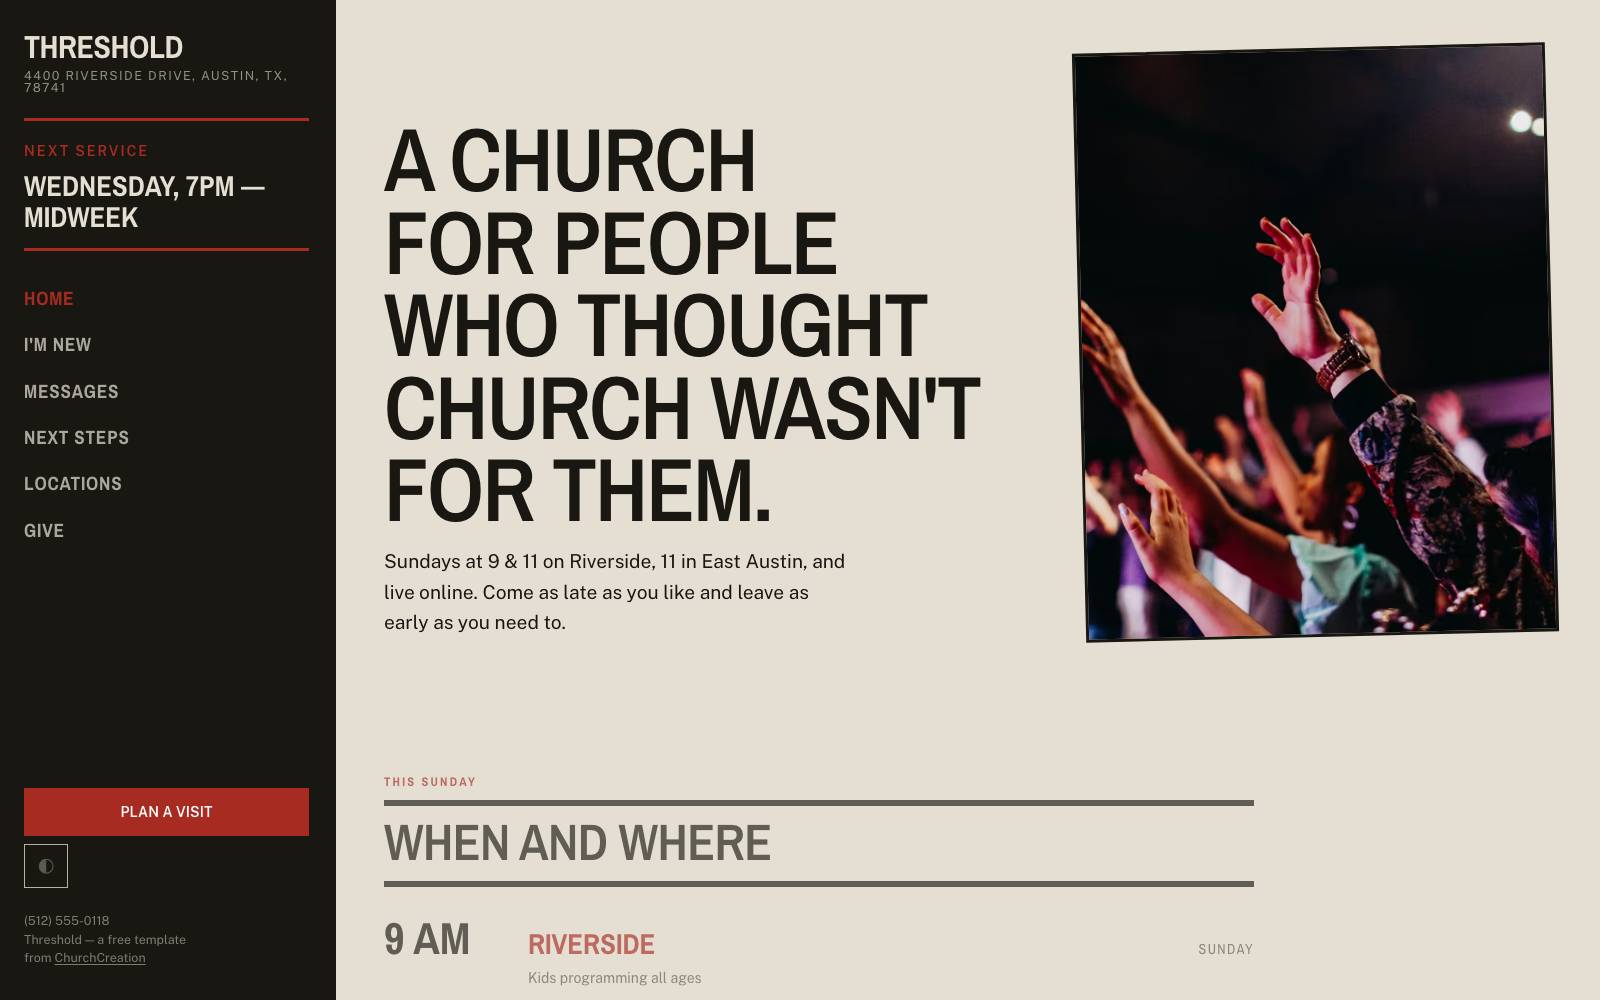 THRESHOLD
4400 RIVERSIDE DRIVE, AUSTIN, TX,
78741
NEXT SERVICE
WEDNESDAY, 7PM —
MIDWEEK
HOME
I'M NEW
MESSAGES
NEXT STEPS
LOCATIONS
GIVE
PLAN A VISIT
(512) 555-0118
Threshold — a free template
from ChurchCreation
A CHURCH
FOR PEOPLE
WHO THOUGHT
CHURCH WASN'T
FOR THEM.
Sundays at 9 & 11 on Riverside, 11 in East Austin, and
live online. Come as late as you like and leave as
early as you need to.
THIS SUNDAY
WHEN AND WHERE
9 AM
RIVERSIDE
SUNDAY
Kids programming all ages